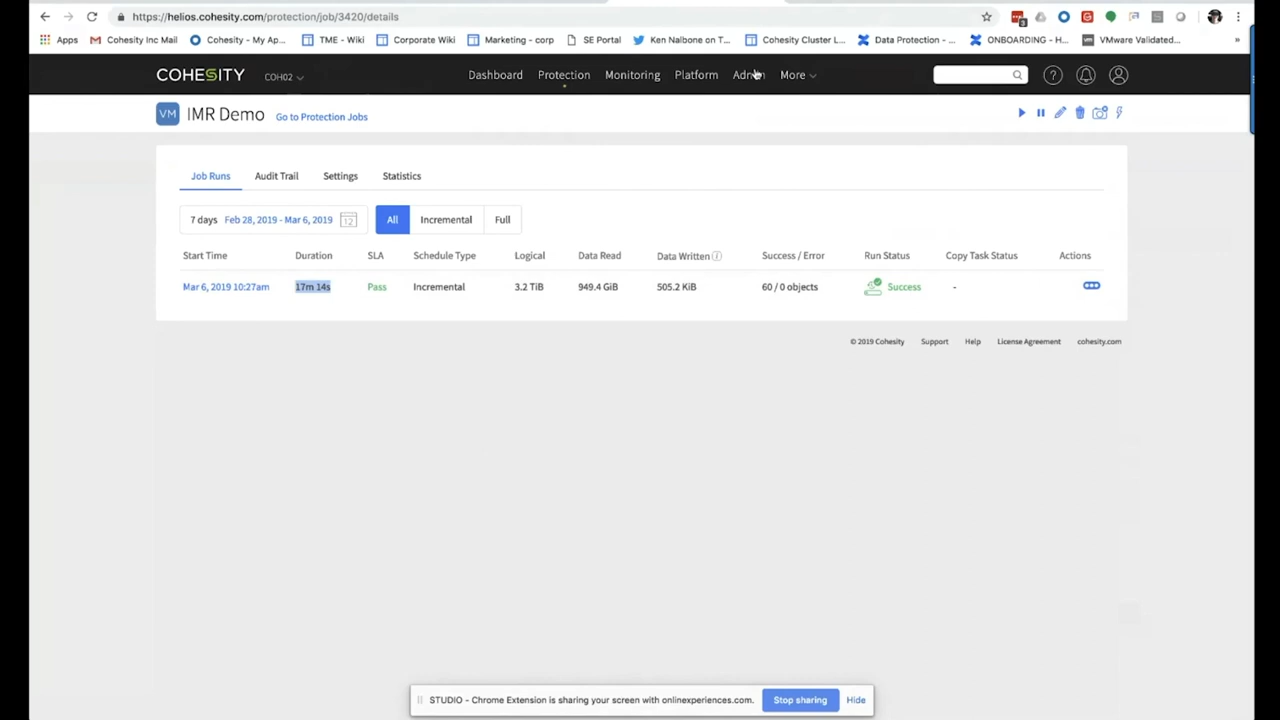 https://helios.cohesity.com/protection/job/3420/details
3
Apps Cohesity Inc Mail Cohesity - My Ap... TME - Wiki Corporate Wiki Marketing - corp SE Portal Ken Nalbone on T... Cohesity Cluster L... Data Protection - ... ONBOARDING - H... vm VMware Validated... »
COHESITY COH02 Dashboard Protection Monitoring Platform Admin More
VM IMR Demo Go to Protection Jobs
Job Runs Audit Trail Settings Statistics
7 days Feb 28, 2019 - Mar 6, 2019 12 All Incremental Full
Start Time Duration SLA Schedule Type Logical Data Read Data Written Success / Error Run Status Copy Task Status Actions
Mar 6, 2019 10:27am 17m 14s Pass Incremental 3.2 TiB 949.4 GiB 505.2 KiB 60 / 0 objects Success -
© 2019 Cohesity Support Help License Agreement cohesity.com
STUDIO - Chrome Extension is sharing your screen with onlinexperiences.com. Stop sharing Hide